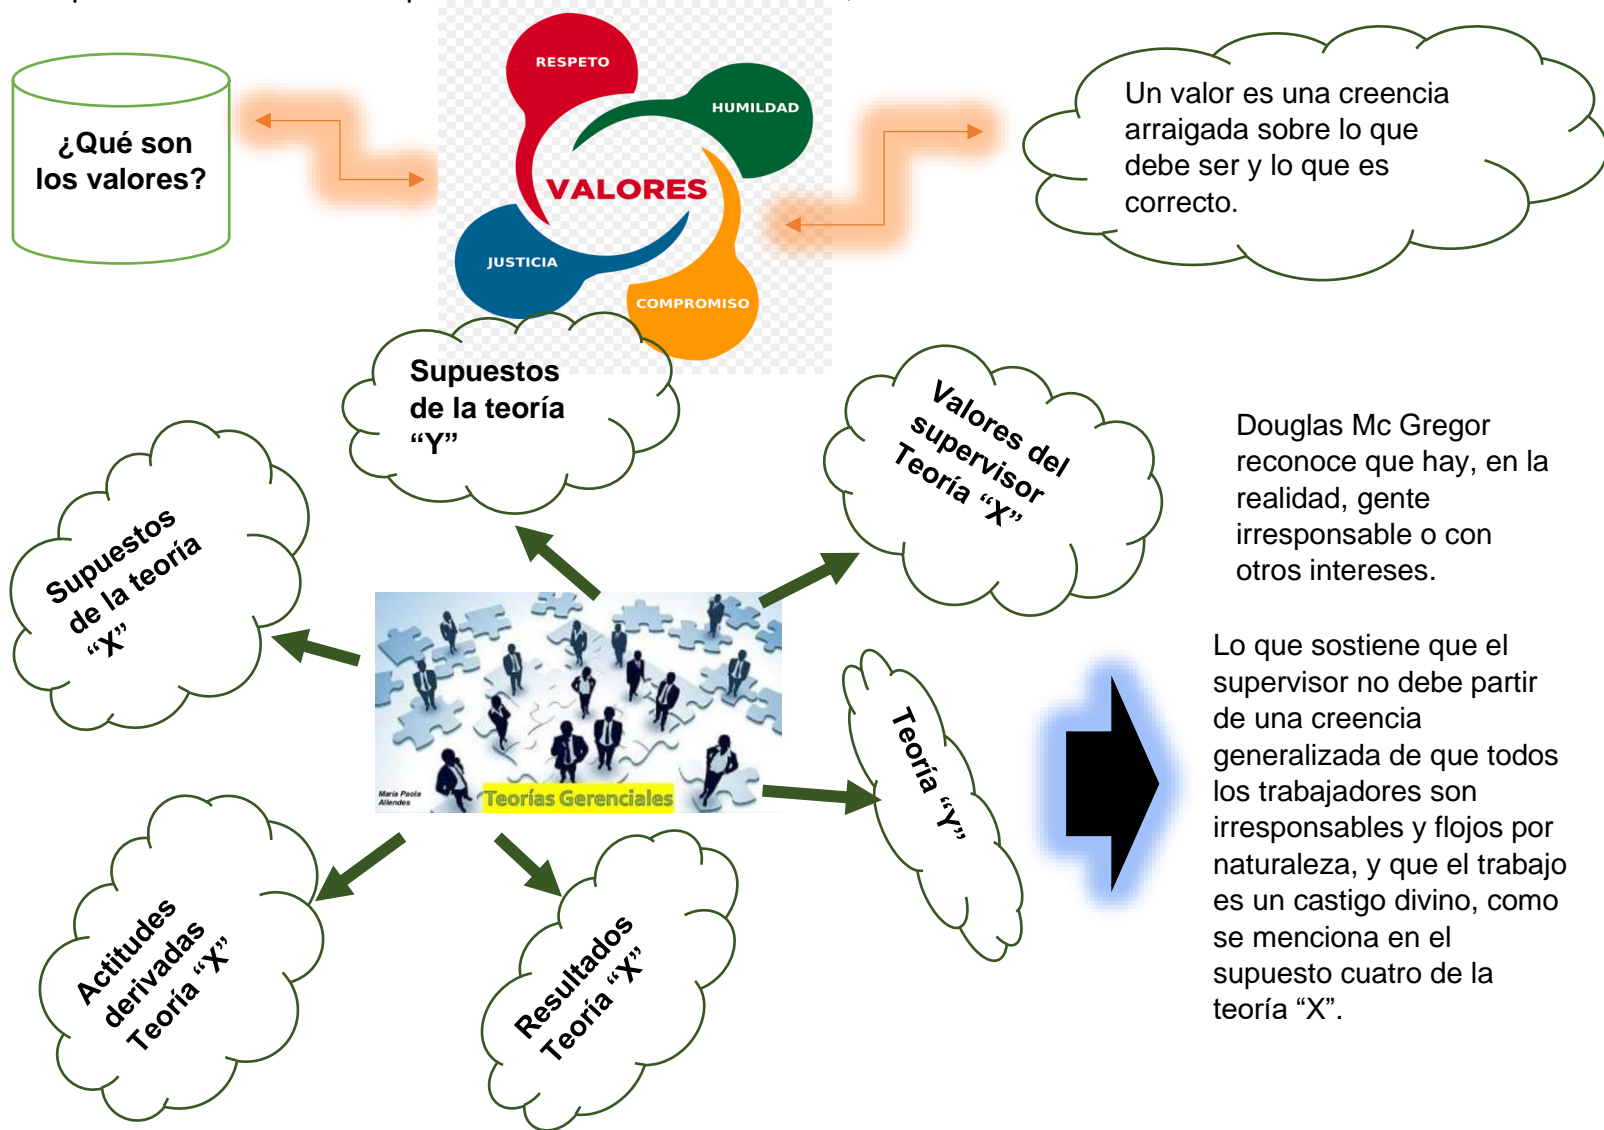 RESPETO
HUMILDAD
VALORES
JUSTICIA
COMPROMISO
¿Qué son
los valores?
Un valor es una creencia
arraigada sobre lo que
debe ser y lo que es
correcto.
Supuestos
de la teoría
“Y”
Valores del
supervisor
Teoría “X”
Douglas Mc Gregor
reconoce que hay, en la
realidad, gente
irresponsable o con
otros intereses.
Supuestos
de la teoría
“X”
María Paola
Allendes
Teorías Gerenciales
Teoría “Y”
Lo que sostiene que el
supervisor no debe partir
de una creencia
generalizada de que todos
los trabajadores son
irresponsables y flojos por
naturaleza, y que el trabajo
es un castigo divino, como
se menciona en el
supuesto cuatro de la
teoría “X”.
Actitudes
derivadas
Teoría “X”
Resultados
Teoría “X”